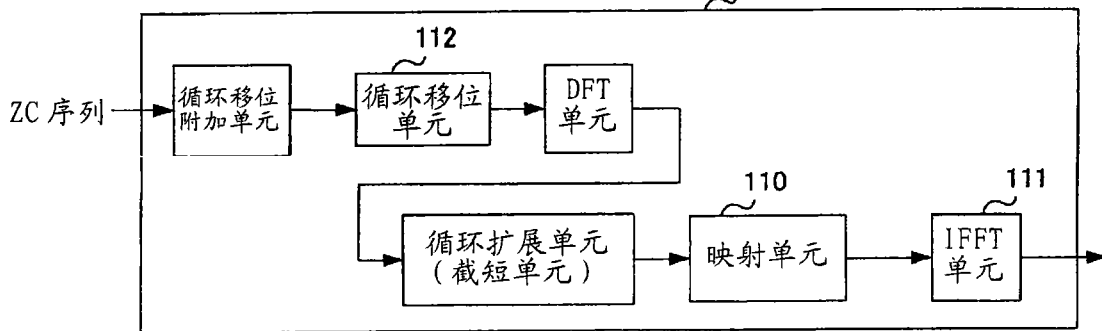 112
ZC 序列
循环移位
附加单元
循环移位
单元
DFT
单元
110
111
循环扩展单元
(截短单元)
映射单元
IFFT
单元